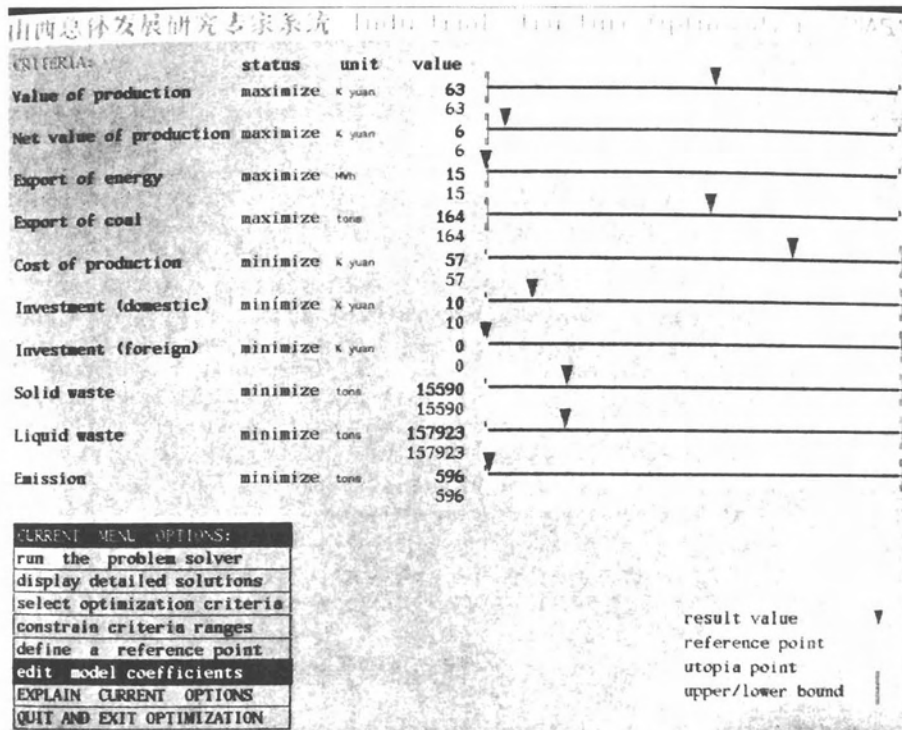 山西总体发展研究专家系统
CRITERIA: status unit value
Value of production maximize K yuan 63
63
Net value of production maximize K yuan 6
6
Export of energy maximize MWh 15
15
Export of coal maximize tons 164
164
Cost of production minimize K yuan 57
57
Investment (domestic) minimize K yuan 10
10
Investment (foreign) minimize K yuan 0
0
Solid waste minimize tons 15590
15590
Liquid waste minimize tons 157923
157923
Emission minimize tons 596
596
CURRENT MENU OPTIONS:
run the problem solver
display detailed solutions
select optimization criteria
constrain criteria ranges
define a reference point
edit model coefficients
EXPLAIN CURRENT OPTIONS
QUIT AND EXIT OPTIMIZATION
result value
reference point
utopia point
upper/lower bound